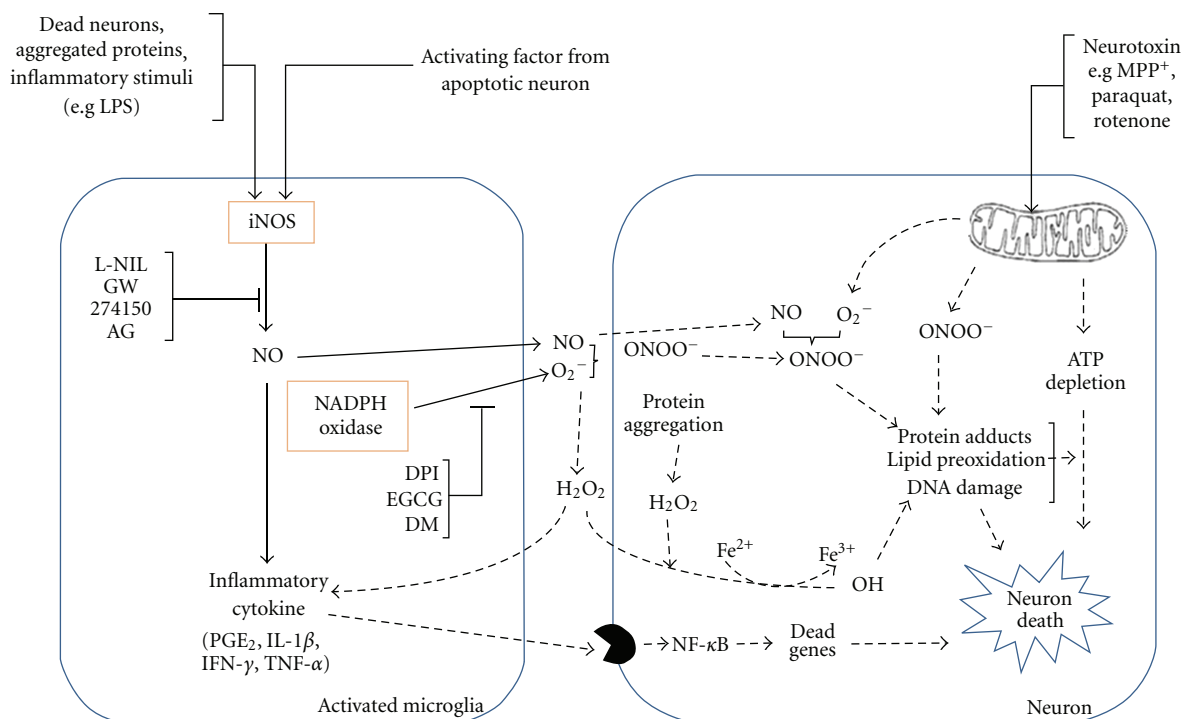 Dead neurons,
aggregated proteins,
inflammatory stimuli
(e.g LPS)
Activating factor from
apoptotic neuron
Neurotoxin
e.g MPP⁺,
paraquat,
rotenone
iNOS
L-NIL
GW
274150
AG
NO
NADPH
oxidase
DPI
EGCG
DM
Inflammatory
cytokine
(PGE₂, IL-1β,
IFN-γ, TNF-α)
Activated microglia
NO
O₂⁻
H₂O₂
ONOO⁻
NO O₂⁻
ONOO⁻
ONOO⁻
ATP
depletion
Protein
aggregation
H₂O₂
Protein adducts
Lipid preoxidation
DNA damage
Fe²⁺
Fe³⁺
OH
NF-κB
Dead
genes
Neuron
death
Neuron